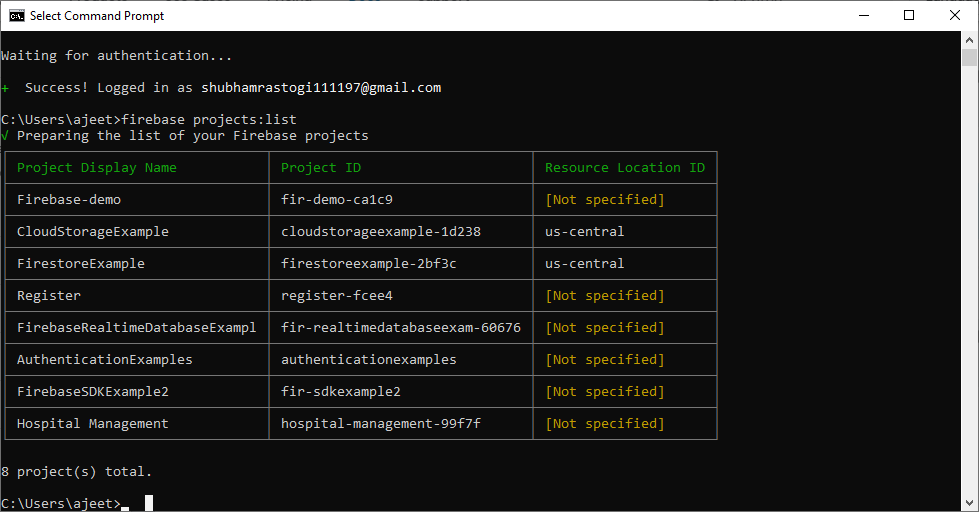 Select Command Prompt
Waiting for authentication...
+  Success! Logged in as shubhamrastogi111197@gmail.com
C:\Users\ajeet>firebase projects:list
√ Preparing the list of your Firebase projects
Project Display Name Project ID Resource Location ID
Firebase-demo fir-demo-ca1c9 [Not specified]
CloudStorageExample cloudstorageexample-1d238 us-central
FirestoreExample firestoreexample-2bf3c us-central
Register register-fcee4 [Not specified]
FirebaseRealtimeDatabaseExampl fir-realtimedatabaseexam-60676 [Not specified]
AuthenticationExamples authenticationexamples [Not specified]
FirebaseSDKExample2 fir-sdkexample2 [Not specified]
Hospital Management hospital-management-99f7f [Not specified]
8 project(s) total.
C:\Users\ajeet>